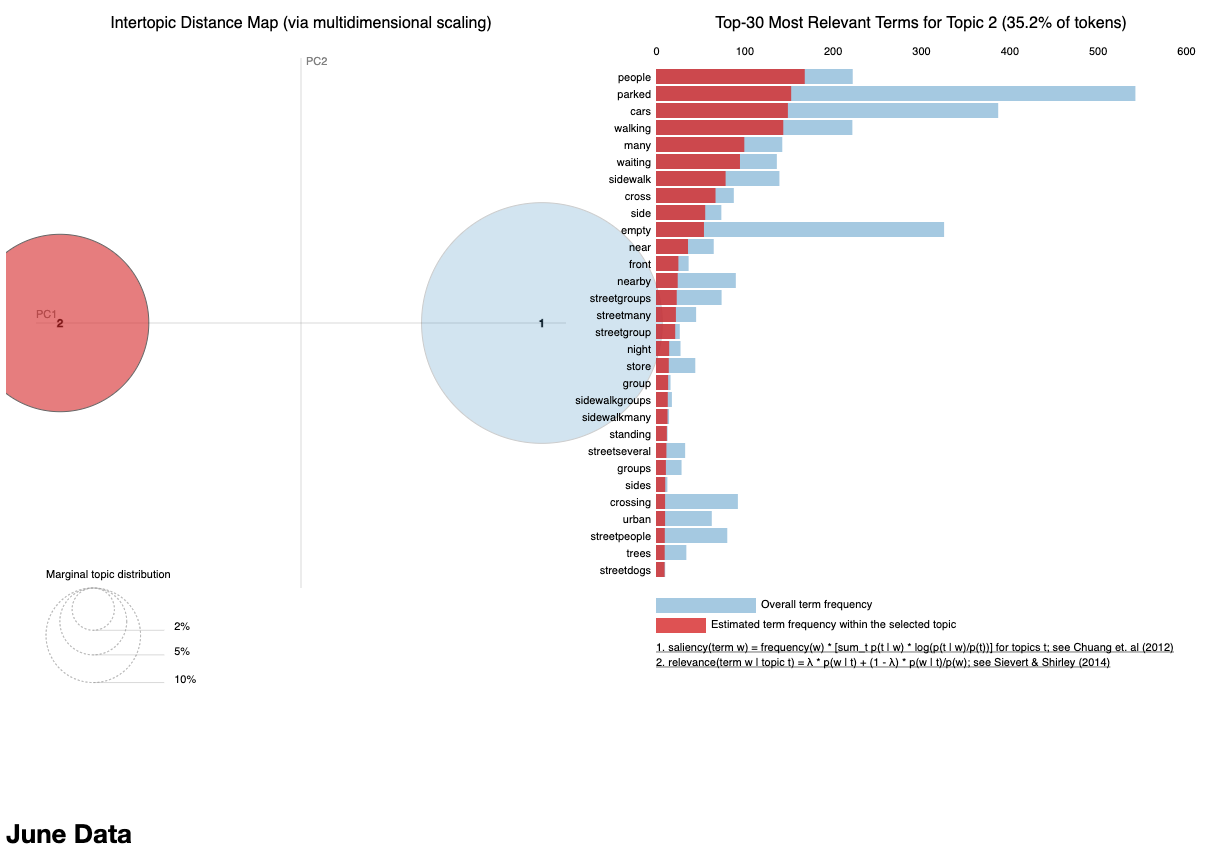 Intertopic Distance Map (via multidimensional scaling)
PC2
PC1
2
1
Marginal topic distribution
2%
5%
10%
Top-30 Most Relevant Terms for Topic 2 (35.2% of tokens)
0 100 200 300 400 500 600
people
parked
cars
walking
many
waiting
sidewalk
cross
side
empty
near
front
nearby
streetgroups
streetmany
streetgroup
night
store
group
sidewalkgroups
sidewalkmany
standing
streetseveral
groups
sides
crossing
urban
streetpeople
trees
streetdogs
Overall term frequency
Estimated term frequency within the selected topic
1. saliency(term w) = frequency(w) * [sum_t p(t | w) * log(p(t | w)/p(t))] for topics t; see Chuang et. al (2012)
2. relevance(term w | topic t) = λ * p(w | t) + (1 - λ) * p(w | t)/p(w); see Sievert & Shirley (2014)
June Data